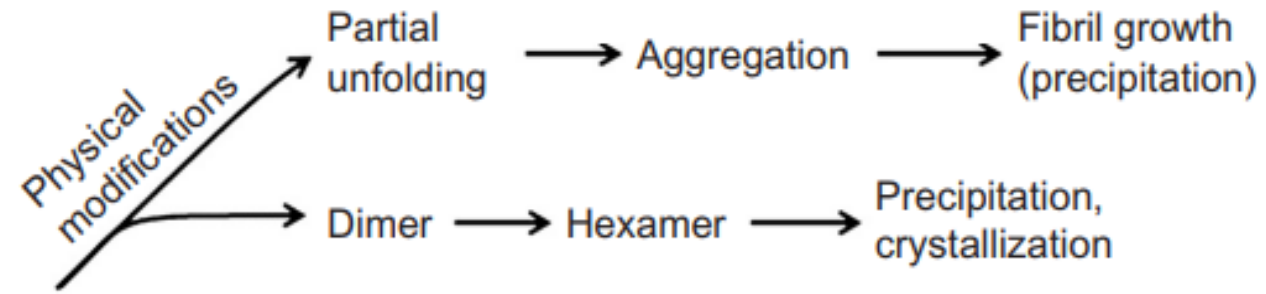 Physical
modifications
Partial
unfolding
Aggregation
Fibril growth
(precipitation)
Dimer
Hexamer
Precipitation,
crystallization